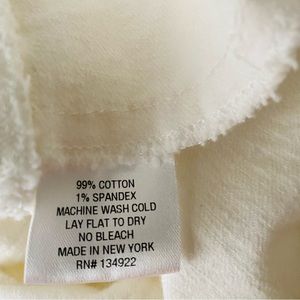 99% COTTON
1% SPANDEX
MACHINE WASH COLD
LAY FLAT TO DRY
NO BLEACH
MADE IN NEW YORK
RN# 134922